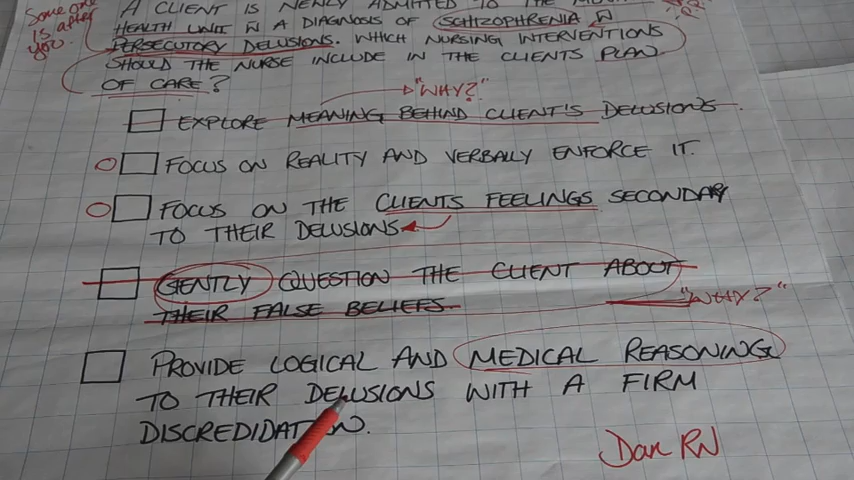 A CLIENT IS NEWLY ADMITTED TO THE
Someone
is after
you.
HEALTH UNIT W A DIAGNOSIS OF SCHIZOPHRENIA W
PERSECUTORY DELUSIONS. WHICH NURSING INTERVENTIONS
SHOULD THE NURSE INCLUDE IN THE CLIENTS PLAN
OF CARE?
"WHY?"
EXPLORE MEANING BEHIND CLIENT'S DELUSIONS.
FOCUS ON REALITY AND VERBALLY ENFORCE IT.
FOCUS ON THE CLIENTS FEELINGS SECONDARY
TO THEIR DELUSIONS
GENTLY QUESTION THE CLIENT ABOUT
THEIR FALSE BELIEFS
"WHY?"
PROVIDE LOGICAL AND MEDICAL REASONING
TO THEIR DELUSIONS WITH A FIRM
DISCREDIDATION.
Dan RN